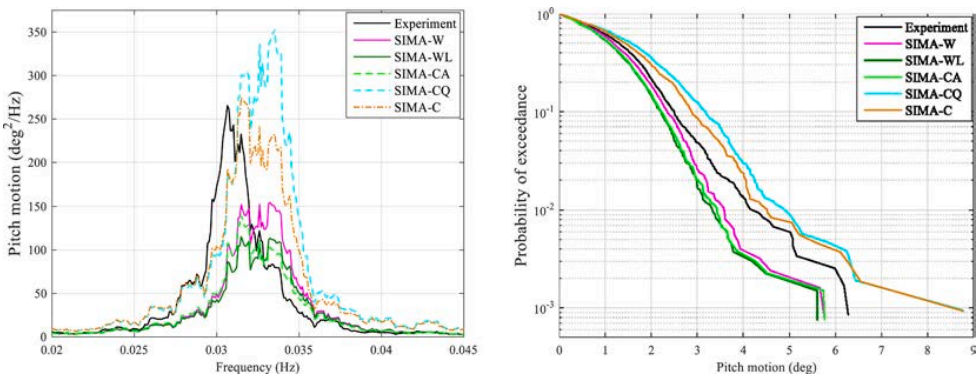 Pitch motion (deg²/Hz)
350
300
250
200
150
100
50
0
0.02
0.025
0.03
0.035
0.04
0.045
Frequency (Hz)
Experiment
SIMA-W
SIMA-WL
SIMA-CA
SIMA-CQ
SIMA-C
Probability of exceedance
10⁰
10⁻¹
10⁻²
10⁻³
0
1
2
3
4
5
6
7
8
9
Pitch motion (deg)
Experiment
SIMA-W
SIMA-WL
SIMA-CA
SIMA-CQ
SIMA-C